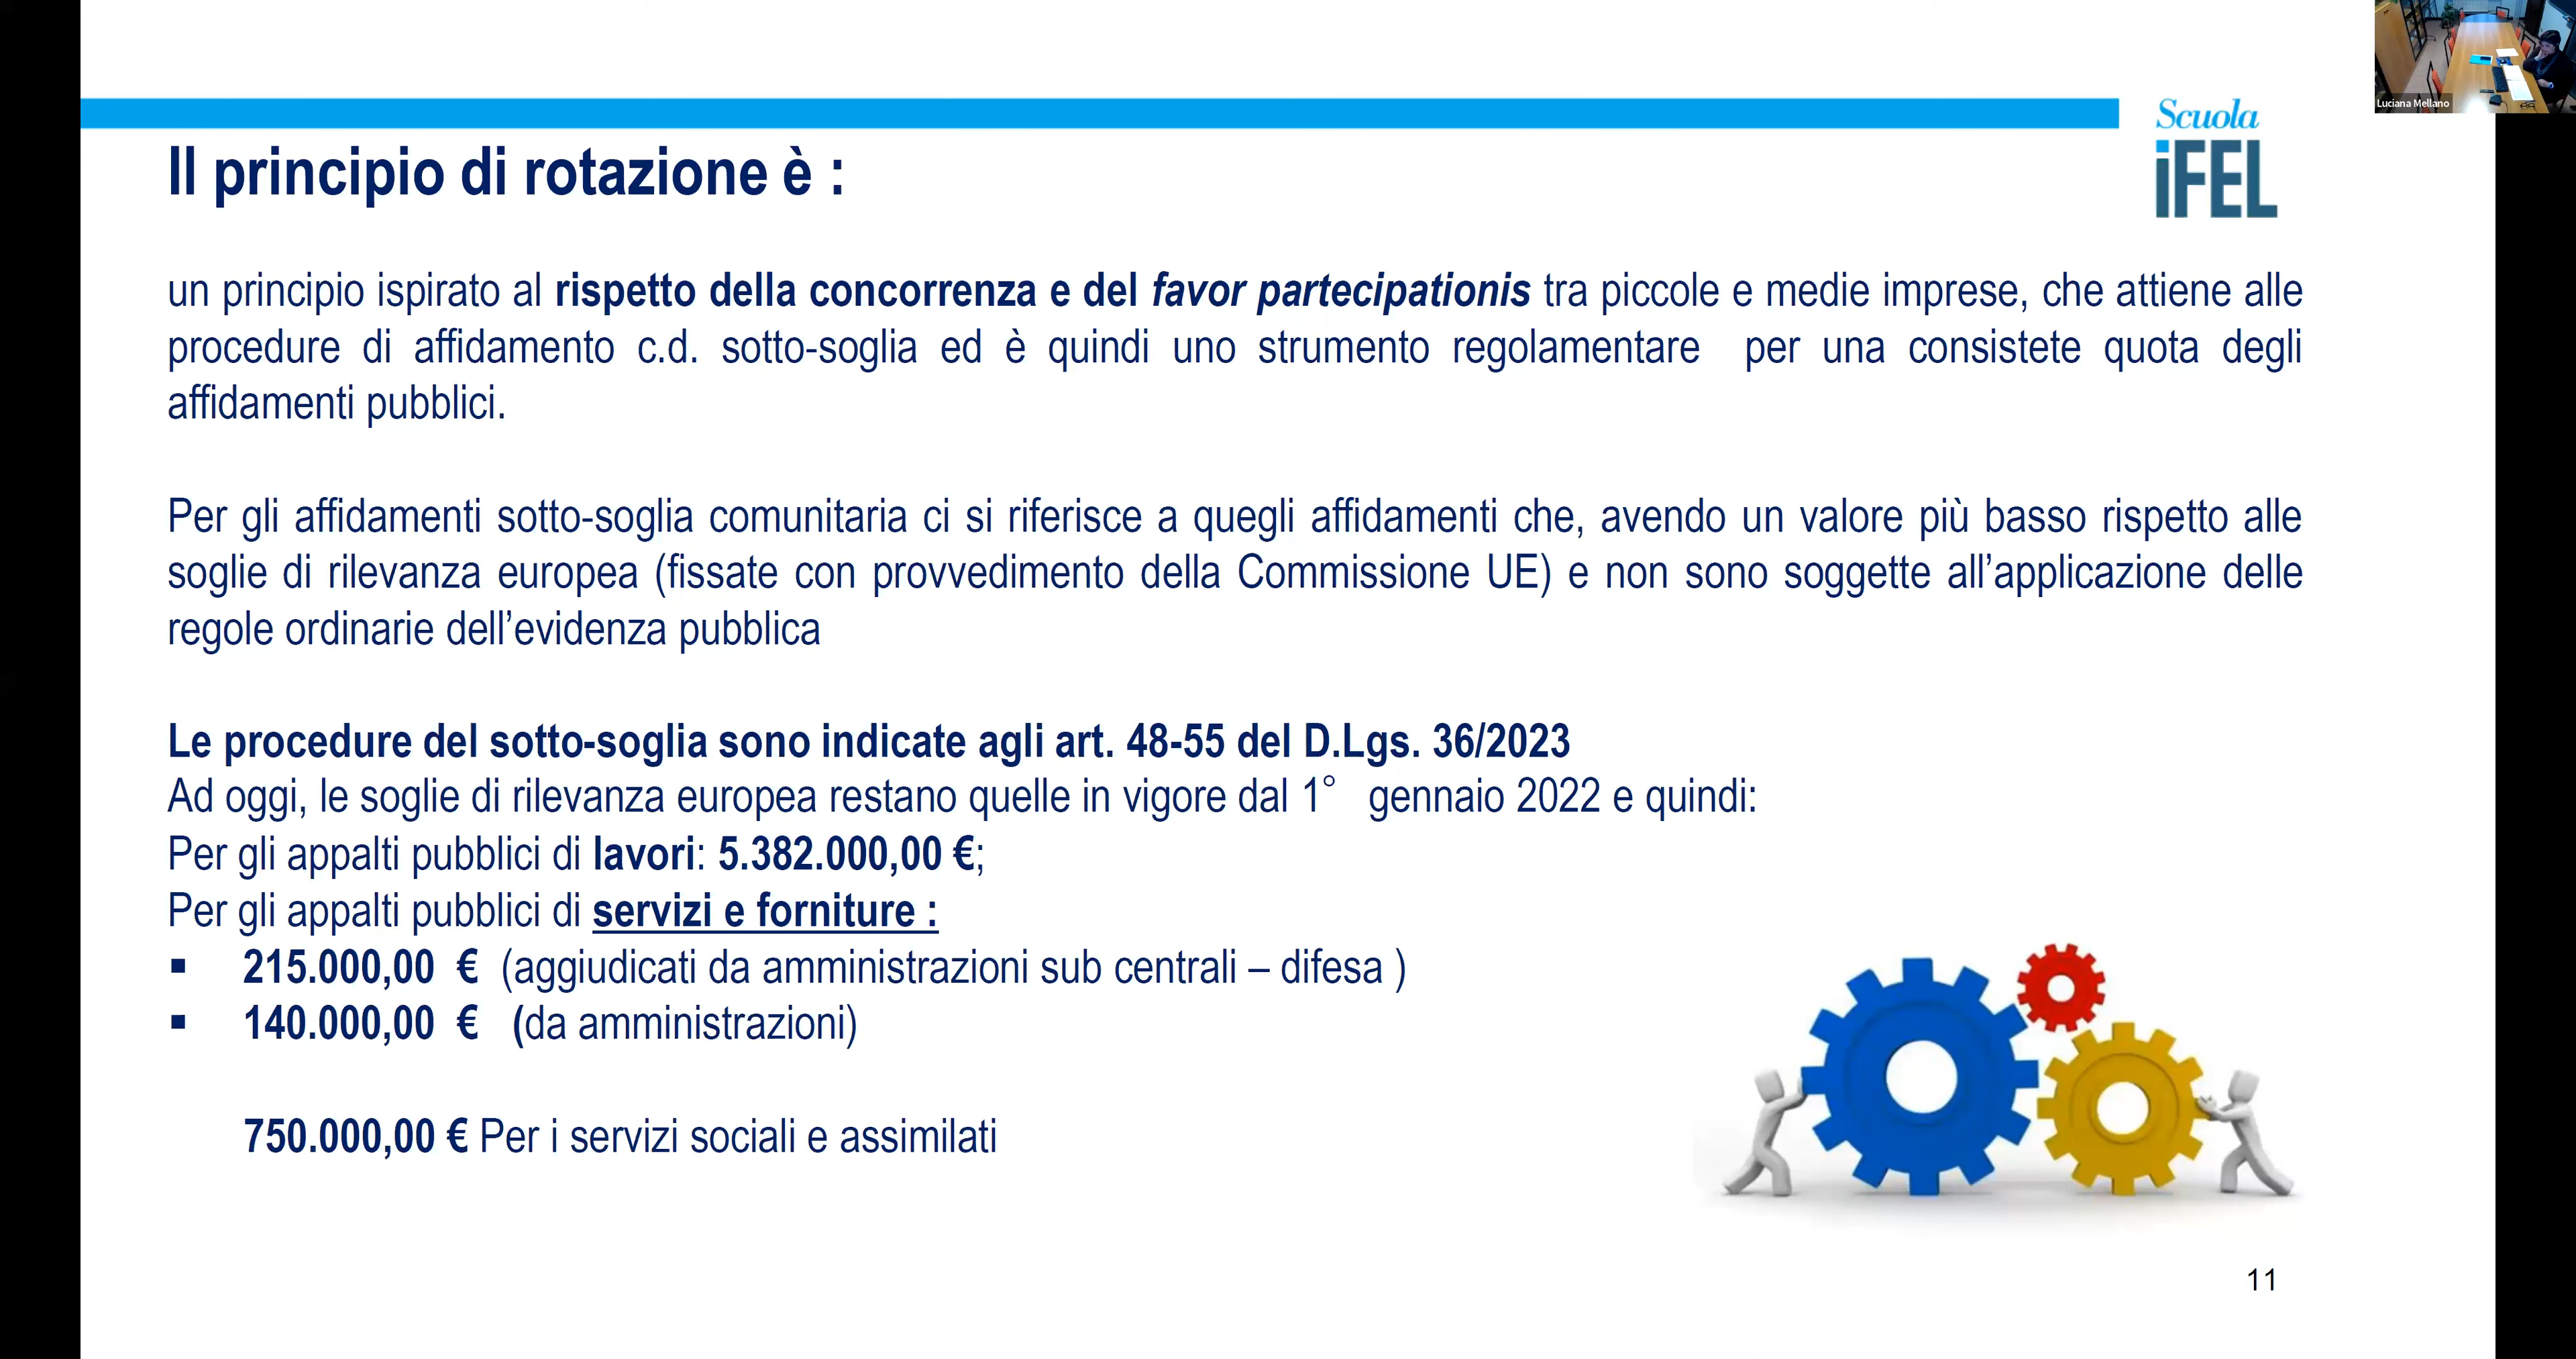 Luciana Mellano
Scuola
iFEL
Il principio di rotazione è :
un principio ispirato al rispetto della concorrenza e del favor partecipationis tra piccole e medie imprese, che attiene alle
procedure di affidamento c.d. sotto-soglia ed è quindi uno strumento regolamentare per una consistete quota degli
affidamenti pubblici.
Per gli affidamenti sotto-soglia comunitaria ci si riferisce a quegli affidamenti che, avendo un valore più basso rispetto alle
soglie di rilevanza europea (fissate con provvedimento della Commissione UE) e non sono soggette all’applicazione delle
regole ordinarie dell’evidenza pubblica
Le procedure del sotto-soglia sono indicate agli art. 48-55 del D.Lgs. 36/2023
Ad oggi, le soglie di rilevanza europea restano quelle in vigore dal 1° gennaio 2022 e quindi:
Per gli appalti pubblici di lavori: 5.382.000,00 €;
Per gli appalti pubblici di servizi e forniture :
▪ 215.000,00 € (aggiudicati da amministrazioni sub centrali – difesa )
▪ 140.000,00 € (da amministrazioni)
750.000,00 € Per i servizi sociali e assimilati
11